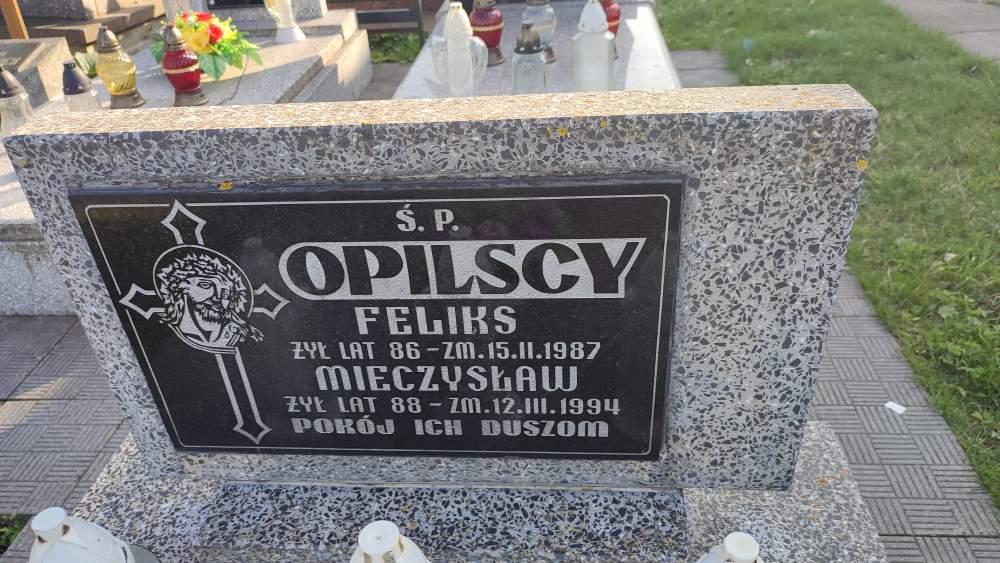 Ś. P.
OPILSCY
FELIKS
ŻYŁ LAT 86 – ZM. 15.II.1987
MIECZYSŁAW
ŻYŁ LAT 88 – ZM. 12.III.1994
POKÓJ ICH DUSZOM